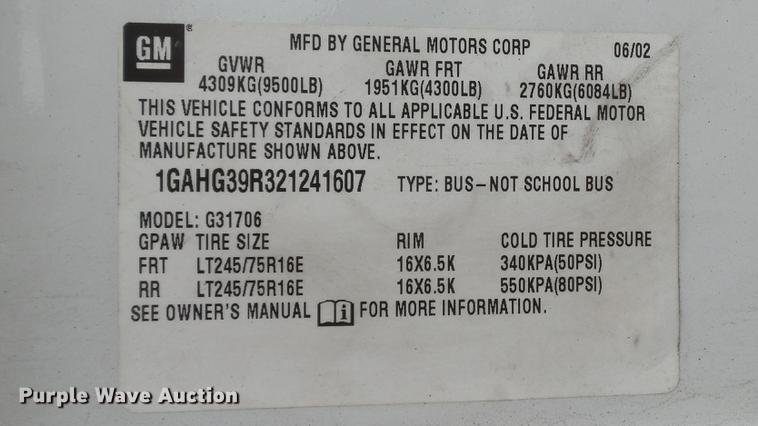 GM ®
MFD BY GENERAL MOTORS CORP 06/02
GVWR GAWR FRT GAWR RR
4309KG(9500LB) 1951KG(4300LB) 2760KG(6084LB)
THIS VEHICLE CONFORMS TO ALL APPLICABLE U.S. FEDERAL MOTOR
VEHICLE SAFETY STANDARDS IN EFFECT ON THE DATE OF
MANUFACTURE SHOWN ABOVE.
1GAHG39R321241607 TYPE: BUS-NOT SCHOOL BUS
MODEL: G31706
GPAW TIRE SIZE RIM COLD TIRE PRESSURE
FRT LT245/75R16E 16X6.5K 340KPA(50PSI)
RR LT245/75R16E 16X6.5K 550KPA(80PSI)
SEE OWNER'S MANUAL i FOR MORE INFORMATION.
Purple Wave Auction